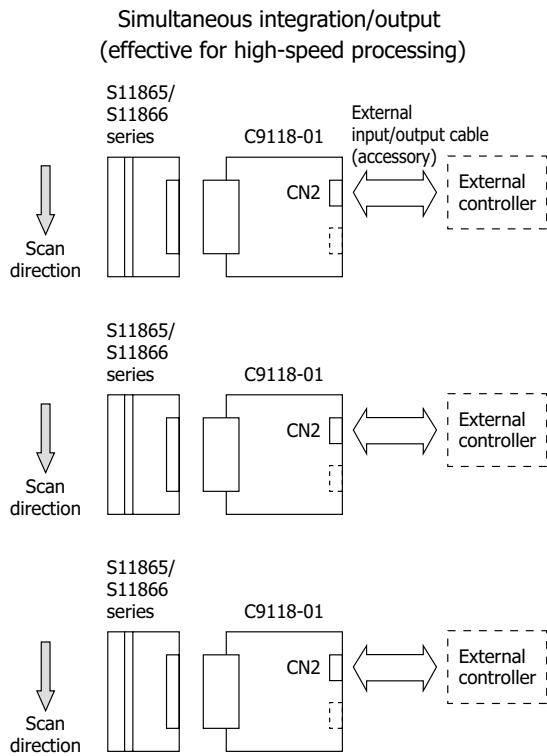 Simultaneous integration/output
(effective for high-speed processing)
S11865/
S11866
series
C9118-01
External
input/output cable
(accessory)
CN2
External
controller
Scan
direction
S11865/
S11866
series
C9118-01
CN2
External
controller
Scan
direction
S11865/
S11866
series
C9118-01
CN2
External
controller
Scan
direction